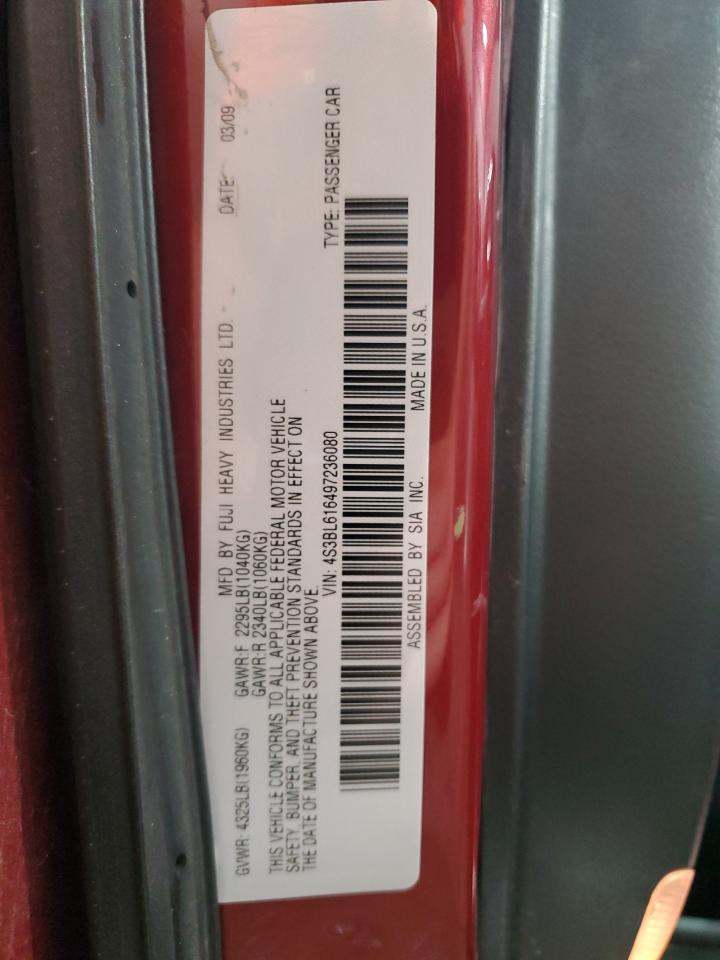 MFD BY FUJI HEAVY INDUSTRIES LTD. DATE: 03/09
GVWR: 4325LB(1960KG) GAWR:F 2295LB(1040KG)
GAWR:R 2340LB(1060KG)
THIS VEHICLE CONFORMS TO ALL APPLICABLE FEDERAL MOTOR VEHICLE
SAFETY, BUMPER, AND THEFT PREVENTION STANDARDS IN EFFECT ON
THE DATE OF MANUFACTURE SHOWN ABOVE.
VIN: 4S3BL616497236080 TYPE: PASSENGER CAR
ASSEMBLED BY SIA INC. MADE IN U.S.A.